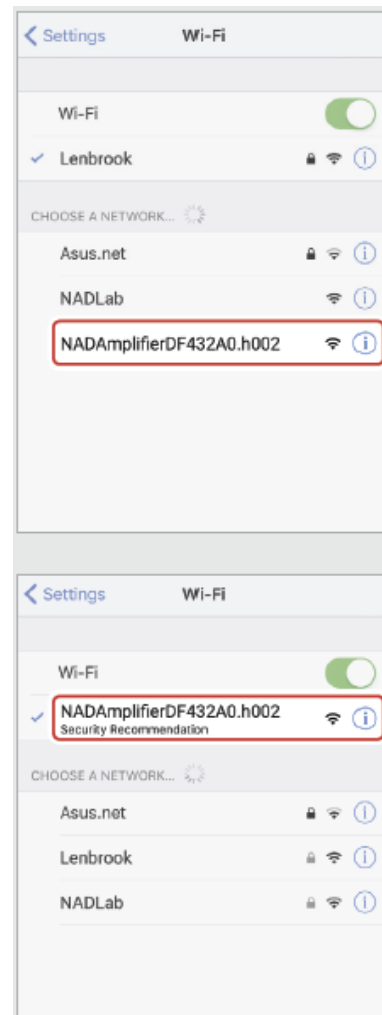 Settings Wi-Fi
Wi-Fi
Lenbrook
CHOOSE A NETWORK...
Asus.net
NADLab
NADAmplifierDF432A0.h002
Settings Wi-Fi
Wi-Fi
NADAmplifierDF432A0.h002
Security Recommendation
CHOOSE A NETWORK...
Asus.net
Lenbrook
NADLab